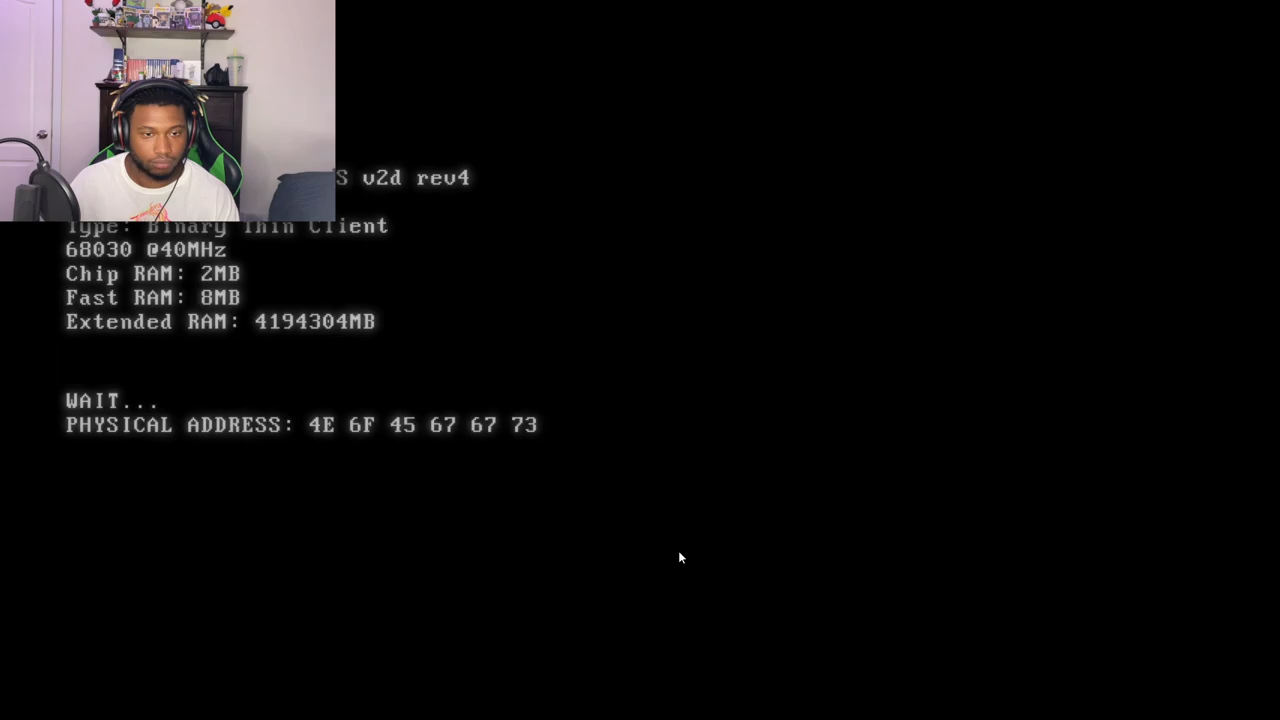 S v2d rev4
Type: Binary Thin Client
68030 @40MHz
Chip RAM: 2MB
Fast RAM: 8MB
Extended RAM: 4194304MB
WAIT...
PHYSICAL ADDRESS: 4E 6F 45 67 67 73